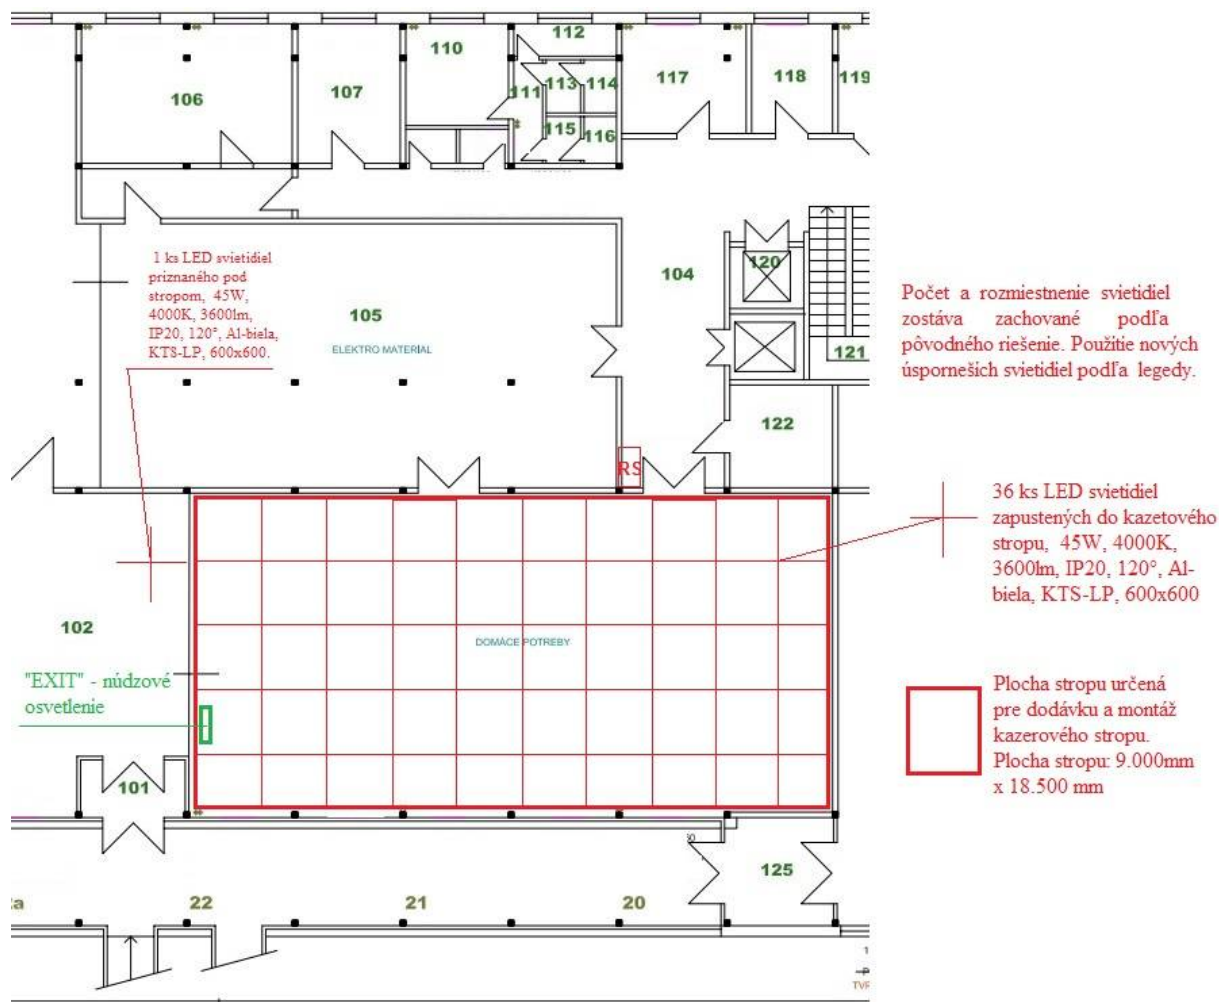 112
110
117
118
119
106
107
111
113
114
115
116
1 ks LED svietidiel
priznaného pod
stropom, 45W,
4000K, 3600lm,
IP20, 120°, Al-biela,
KTS-LP, 600x600.
104
120
105
ELEKTRO MATERIAL
121
122
RS
Počet a rozmiestnenie svietidiel
zostáva zachované podľa
pôvodného riešenie. Použitie nových
úspornešich svietidiel podľa legedy.
36 ks LED svietidiel
zapustených do kazetového
stropu, 45W, 4000K,
3600lm, IP20, 120°, Al-
biela, KTS-LP, 600x600
102
DOMÁCE POTREBY
"EXIT" - núdzové
osvetlenie
Plocha stropu určená
pre dodávku a montáž
kazerového stropu.
Plocha stropu: 9.000mm
x 18.500 mm
101
125
22
21
20